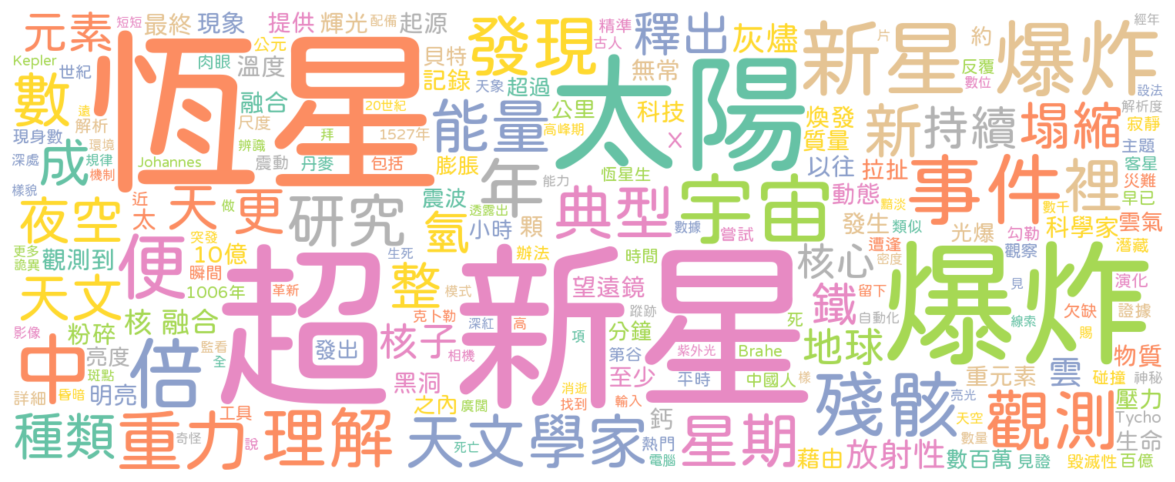 元素
恆星
短短
最終
現象
提供
輝光
配備
起源
發現
精準
古人
釋出
灰燼
新星爆炸
片
經年
Kepler
世紀
肉眼
公元
溫度
貝特
記錄
天象
超過
無常
約
反覆
數位
設法
遠
解析
融合
尺度
20世紀
能量
高峰期
公里
科技
太陽
煥發
質量
新
持續
塌縮
解析度
寂靜
數
現身數
環境
深處
規律
機制
Johannes
辨識
震動
拜
1527年
丹麥
包括
膨脹
X
以往
拉扯
主題
客星
災難
早已
成
樣貌
近
太
天
更
做
研究
年
恆星生
能力
透露出
震波
氫
小時
顆
典型
宇宙
黯淡
動態
發生
類似
事件
裡
數千
科學家
雲氣
夜空
便
突發
10億
生死
辦法
嘗試
數據
遭逢
光爆
密度
勾勒
觀察
潛藏
更多
詭異
觀測到
瞬間
1006年
革新
超
新星
模式
整
望遠鏡
時間
蹤跡
核心
鐵
留下
自動化
爆炸
見
線索
欠缺
演化
證據
賜
天文
影像
粉碎
核
融合
核子
克卜勒
深紅
高
項
分鐘
死
地球
物質
碰撞
神秘
中
亮度
斑點
監看
全
倍
發出
相機
黑洞
消逝
找到
第谷
至少
紫外光
平時
Brahe
中國人
樣
殘骸
重元素
雲
亮光
天空
數量
觀測
壓力
Tycho
生命
詳細
昏暗
明亮
種類
重力
奇怪
工具
說
理解
天文學家
之內
廣闊
死亡
熱門
電腦
輸入
鈣
星期
藉由
放射性
數百萬
見證
毀滅性
百億